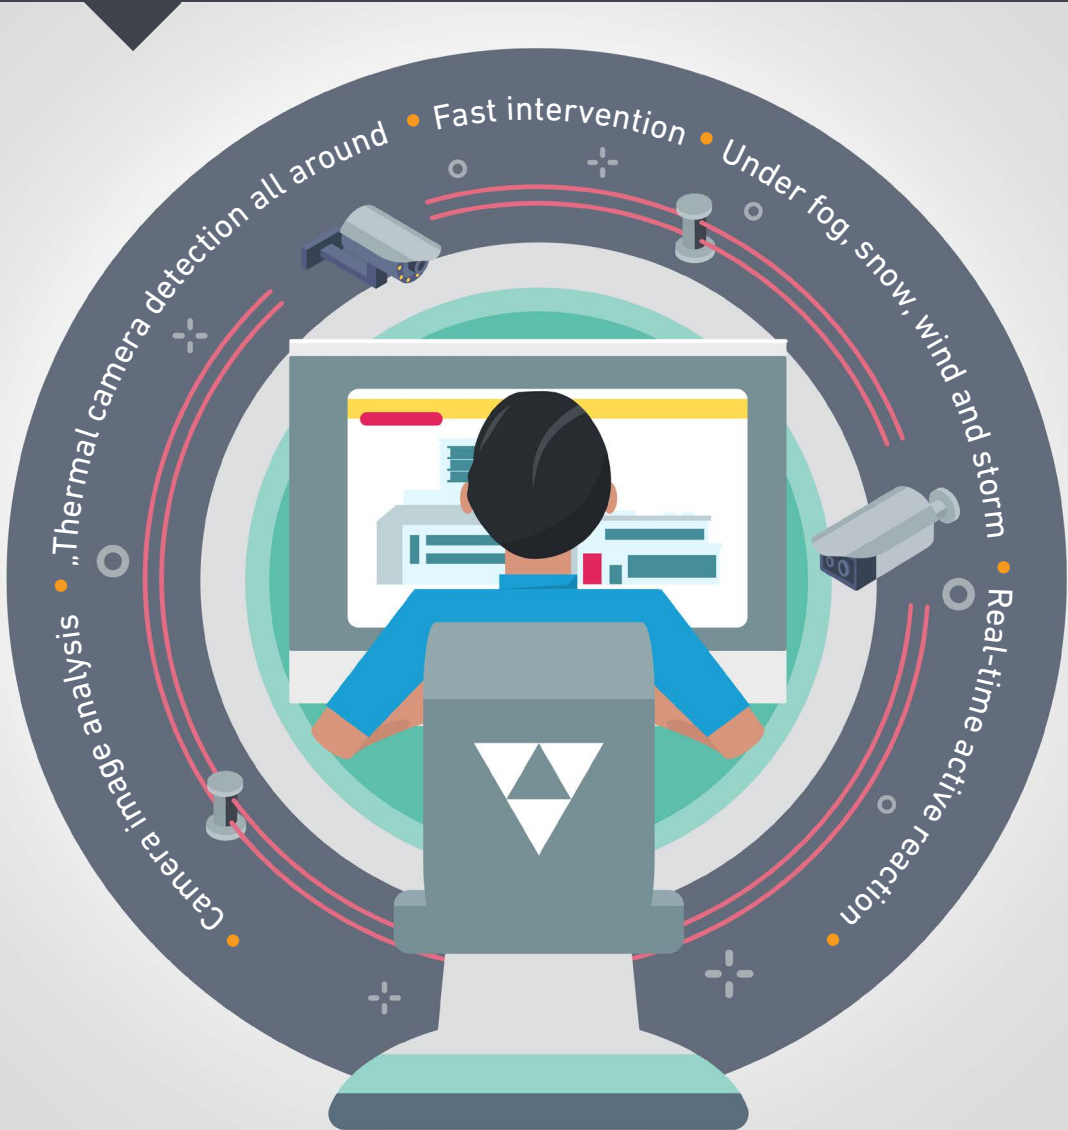 Camera image analysis
„Thermal camera detection all around
Fast intervention
Under fog, snow, wind and storm
Real-time active reaction